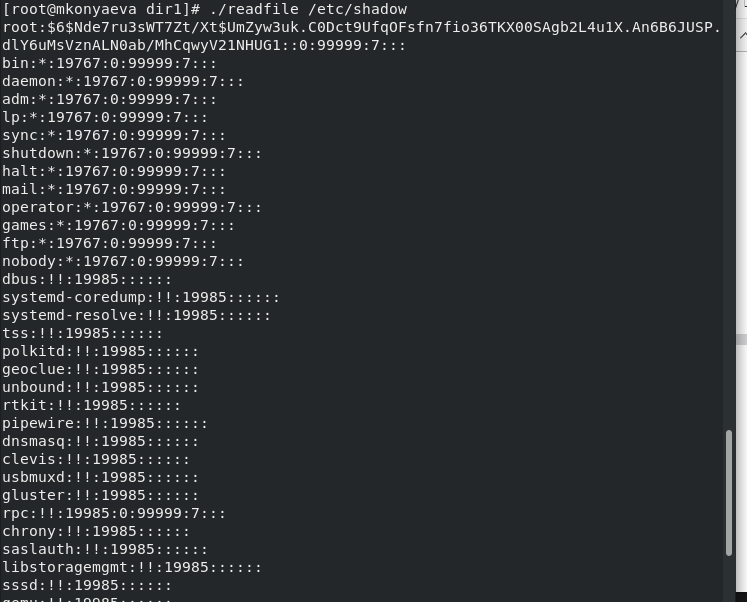 [root@mkonyaeva dir1]# ./readfile /etc/shadow
root:$6$Nde7ru3sWT7Zt/Xt$UmZyw3uk.C0Dct9UfqOFsfn7fio36TKX00SAgb2L4u1X.An6B6JUSP.
dlY6uMsVznALN0ab/MhCqwyV21NHUG1::0:99999:7:::
bin:*:19767:0:99999:7:::
daemon:*:19767:0:99999:7:::
adm:*:19767:0:99999:7:::
lp:*:19767:0:99999:7:::
sync:*:19767:0:99999:7:::
shutdown:*:19767:0:99999:7:::
halt:*:19767:0:99999:7:::
mail:*:19767:0:99999:7:::
operator:*:19767:0:99999:7:::
games:*:19767:0:99999:7:::
ftp:*:19767:0:99999:7:::
nobody:*:19767:0:99999:7:::
dbus:!!:19985::::::
systemd-coredump:!!:19985::::::
systemd-resolve:!!:19985::::::
tss:!!:19985::::::
polkitd:!!:19985::::::
geoclue:!!:19985::::::
unbound:!!:19985::::::
rtkit:!!:19985::::::
pipewire:!!:19985::::::
dnsmasq:!!:19985::::::
clevis:!!:19985::::::
usbmuxd:!!:19985::::::
gluster:!!:19985::::::
rpc:!!:19985:0:99999:7:::
chrony:!!:19985::::::
saslauth:!!:19985::::::
libstoragemgmt:!!:19985::::::
sssd:!!:19985::::::